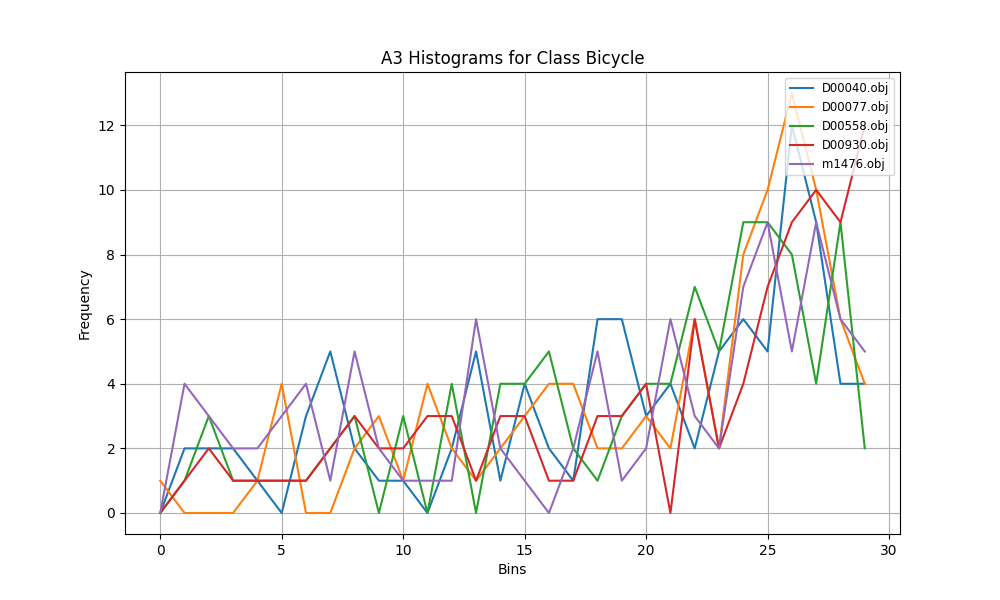 A3 Histograms for Class Bicycle
D00040.obj
D00077.obj
D00558.obj
D00930.obj
m1476.obj
12
10
8
6
4
2
0
Frequency
0 5 10 15 20 25 30
Bins